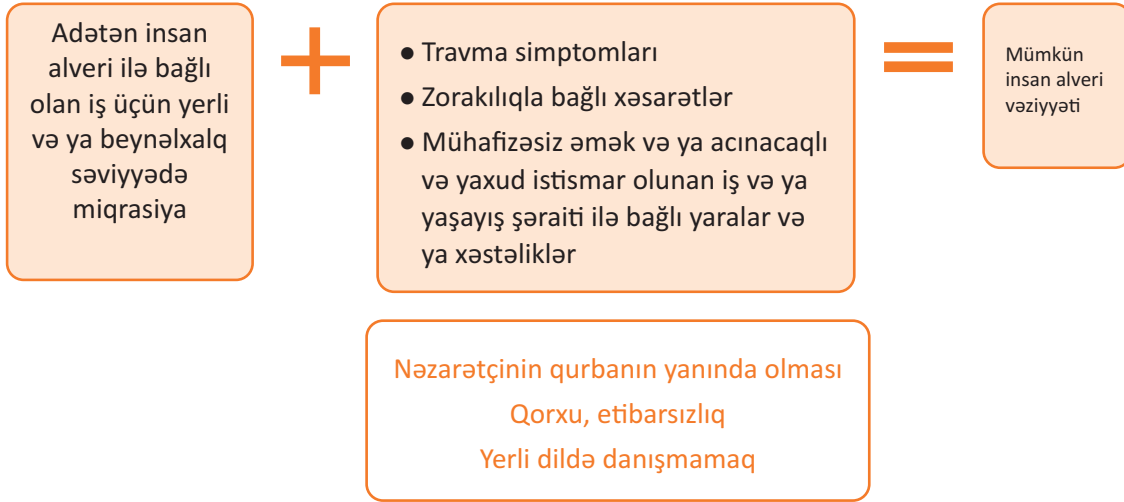 Adətən insan
alveri ilə bağlı
olan iş üçün yerli
və ya beynəlxalq
səviyyədə
miqrasiya
+
● Travma simptomları
● Zorakılıqla bağlı xəsarətlər
● Mühafizəsiz əmək və ya acınacaqlı
və yaxud istismar olunan iş və ya
yaşayış şəraiti ilə bağlı yaralar və
ya xəstəliklər
=
Mümkün
insan alveri
vəziyyəti
Nəzarətçinin qurbanın yanında olması
Qorxu, etibarsızlıq
Yerli dildə danışmamaq